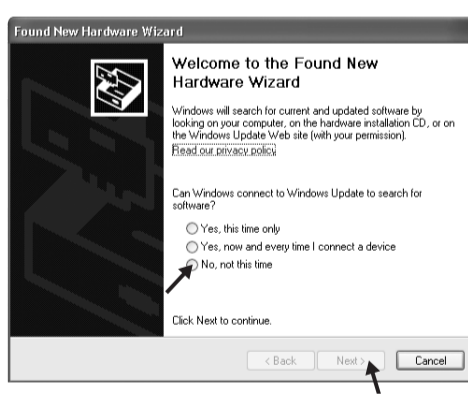 Found New Hardware Wizard
Welcome to the Found New
Hardware Wizard
Windows will search for current and updated software by
looking on your computer, on the hardware installation CD, or on
the Windows Update Web site (with your permission).
Read our privacy policy
Can Windows connect to Windows Update to search for
software?
Yes, this time only
Yes, now and every time I connect a device
No, not this time
Click Next to continue.
< Back
Next >
Cancel